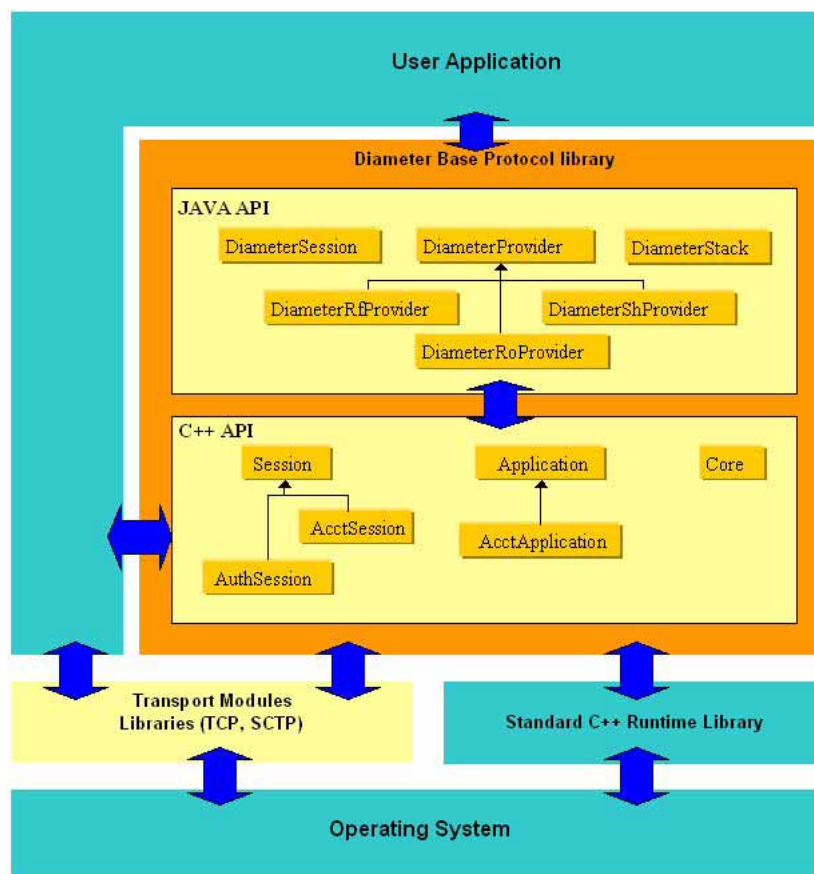 User Application
Diameter Base Protocol library
JAVA API
DiameterSession
DiameterProvider
DiameterStack
DiameterRfProvider
DiameterShProvider
DiameterRoProvider
C++ API
Session
Application
Core
AcctSession
AcctApplication
AuthSession
Transport Modules
Libraries (TCP, SCTP)
Standard C++ Runtime Library
Operating System